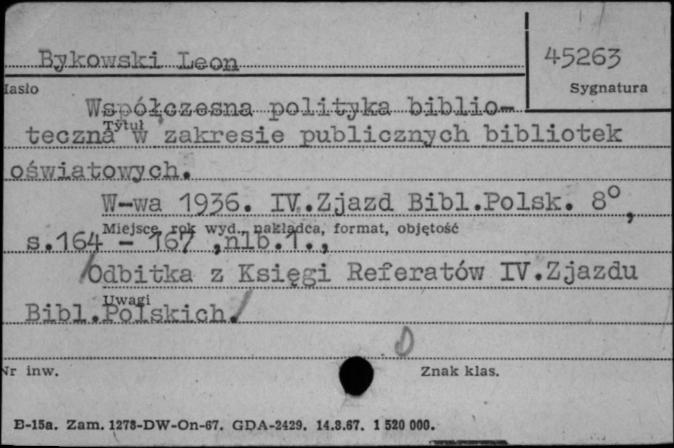 Bykowski Leon
45263
Hasło
Sygnatura
Współczesna polityka biblio-
Tytuł
teczna w zakresie publicznych bibliotek
oświatowych.
W-wa 1936. IV.Zjazd Bibl.Polsk. 8°,
Miejsce, rok wyd., nakładca, format, objętość
s.164 - 167 ,nlb.1.,
/Odbitka z Księgi Referatów IV.Zjazdu
Uwagi
Bibl.Polskich./
Nr inw.
Znak klas.
B-15a. Zam. 1278-DW-On-67. GDA-2429. 14.8.67. 1 520 000.